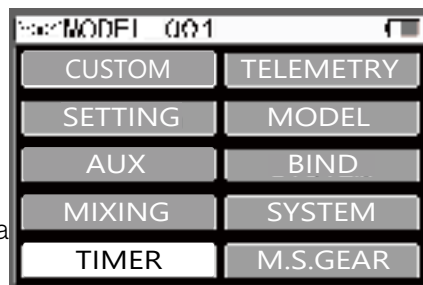 MODEL 001
CUSTOM TELEMETRY
SETTING MODEL
AUX BIND
MIXING SYSTEM
a
TIMER M.S.GEAR